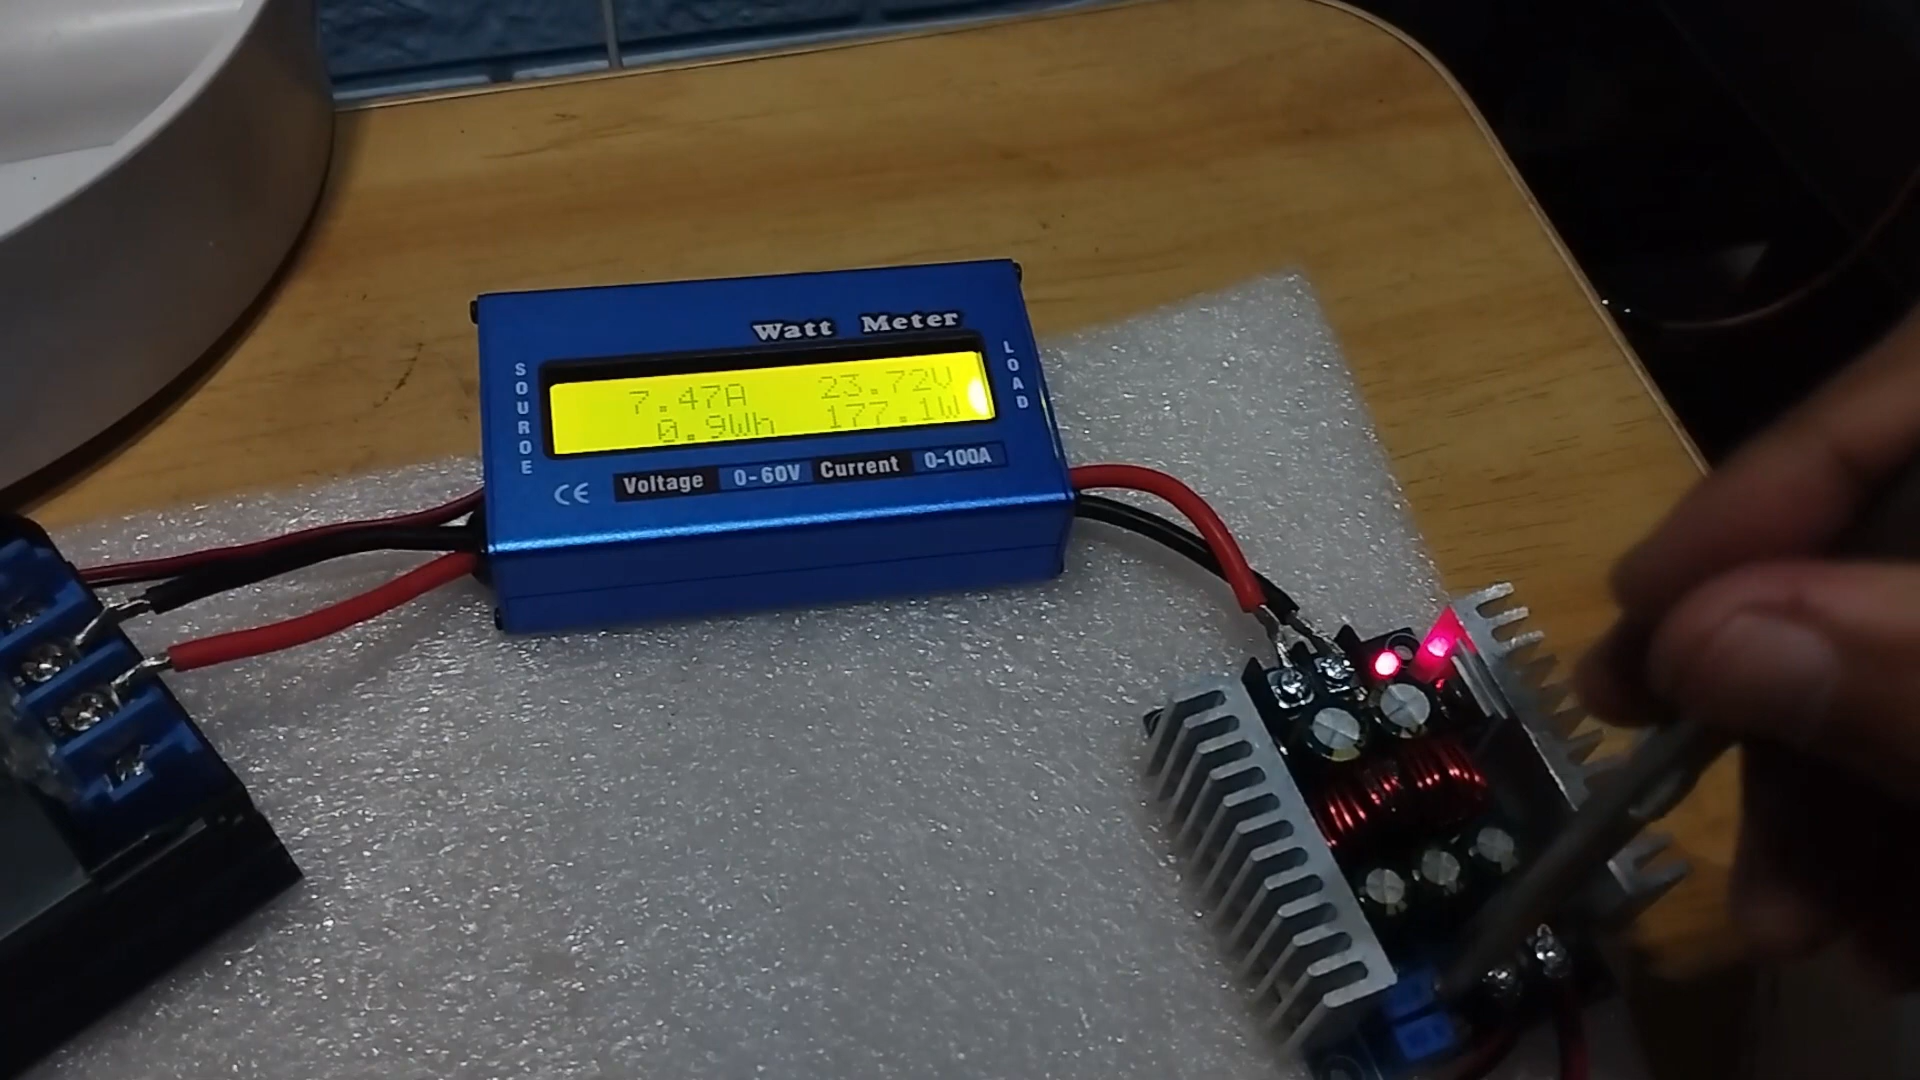 Watt Meter
SOUROE
LOAD
7.47A 23.72V
0.9Wh 177.1W
CE Voltage 0-60V Current 0-100A